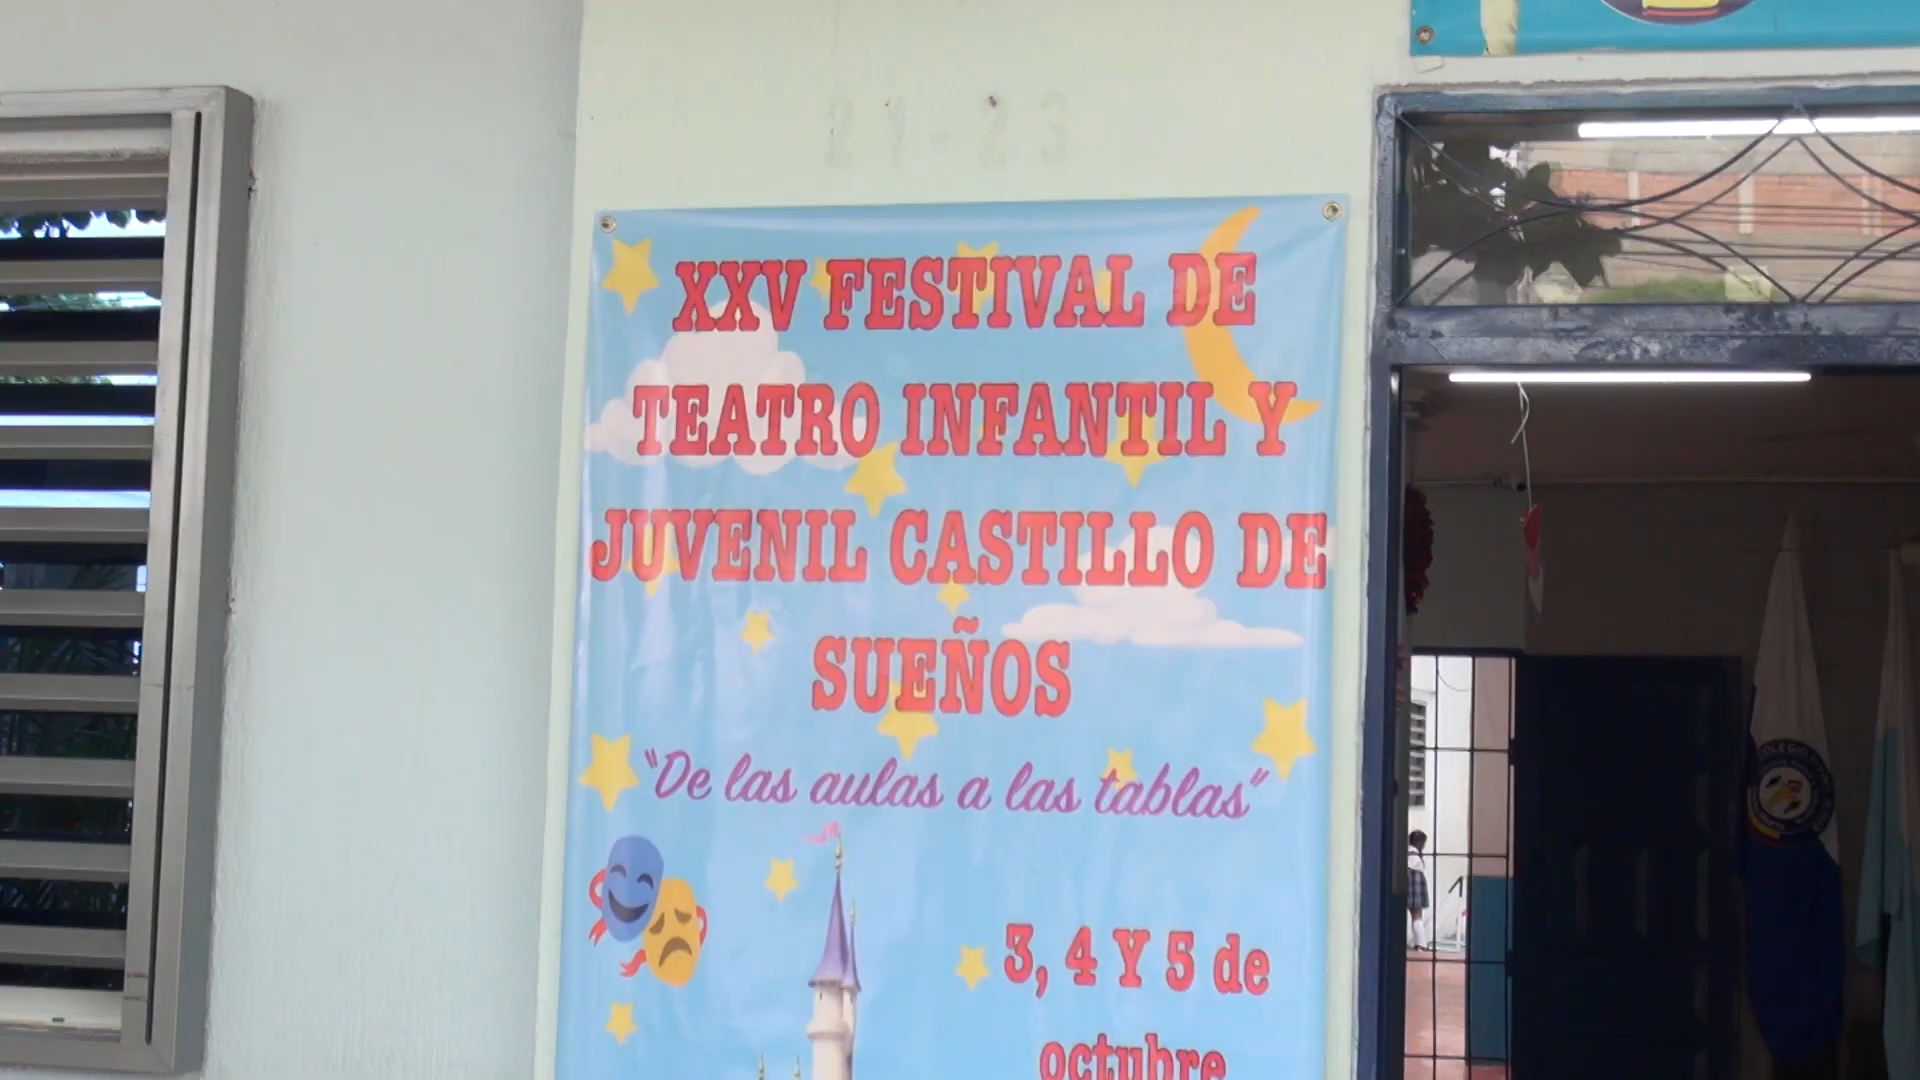 21-23
XXV FESTIVAL DE
TEATRO INFANTIL Y
JUVENIL CASTILLO DE
SUEÑOS
"De las aulas a las tablas"
3, 4 Y 5 de
octubre
COLEGIO